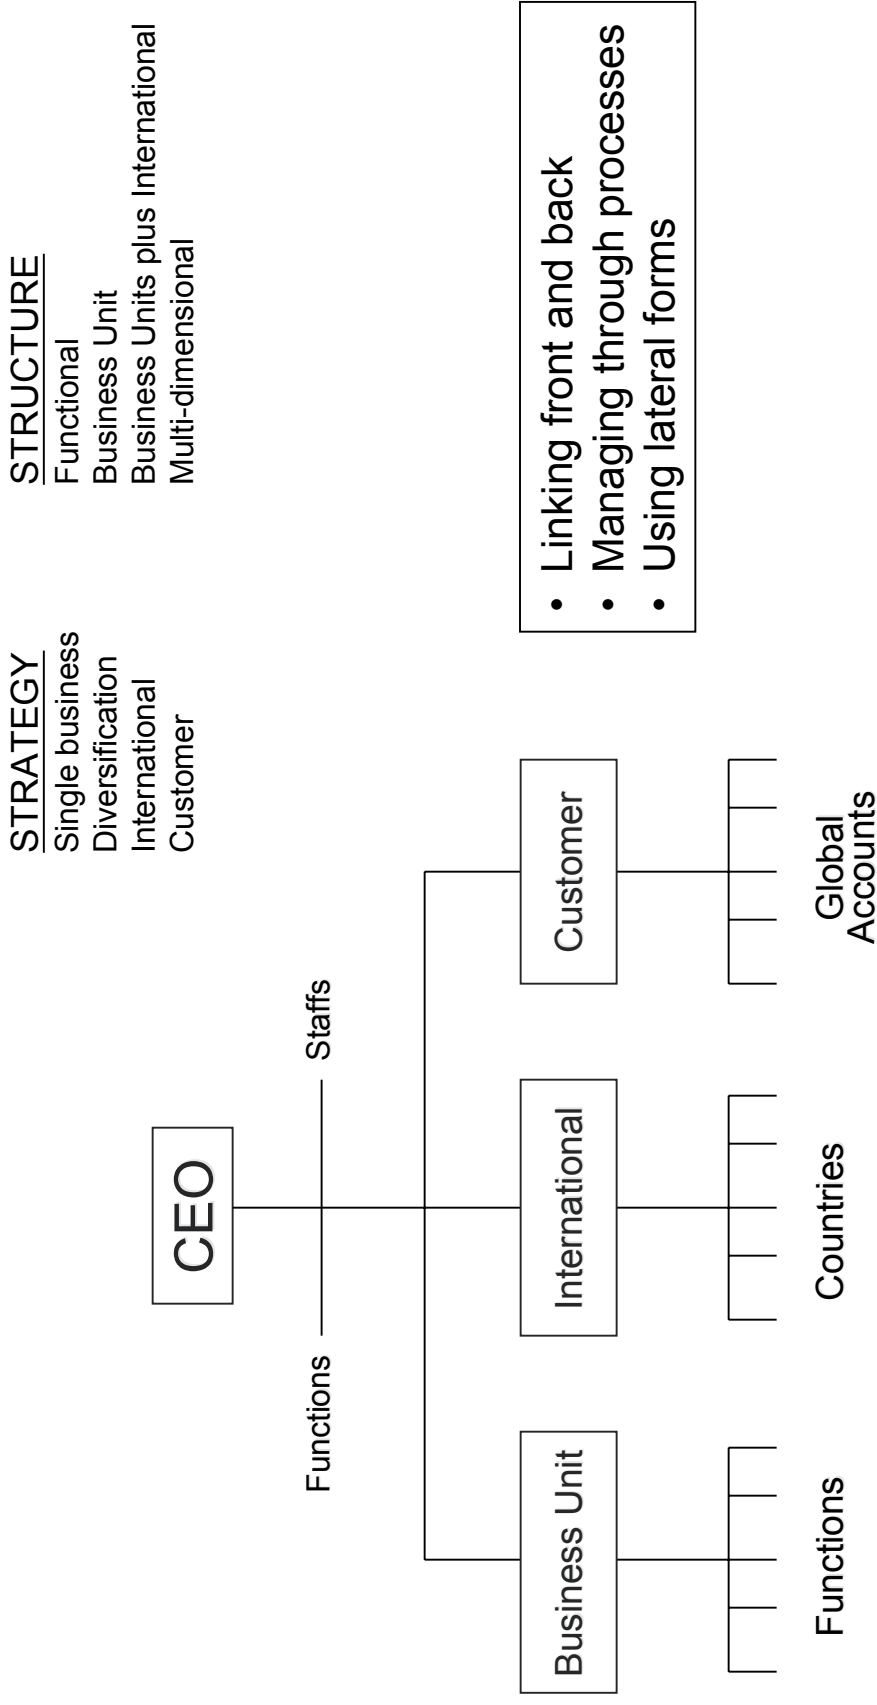 STRATEGY
Single business
Diversification
International
Customer
STRUCTURE
Functional
Business Unit
Business Units plus International
Multi-dimensional
CEO
Functions
Staffs
Business Unit
International
Customer
• Linking front and back
• Managing through processes
• Using lateral forms
Functions
Countries
Global
Accounts